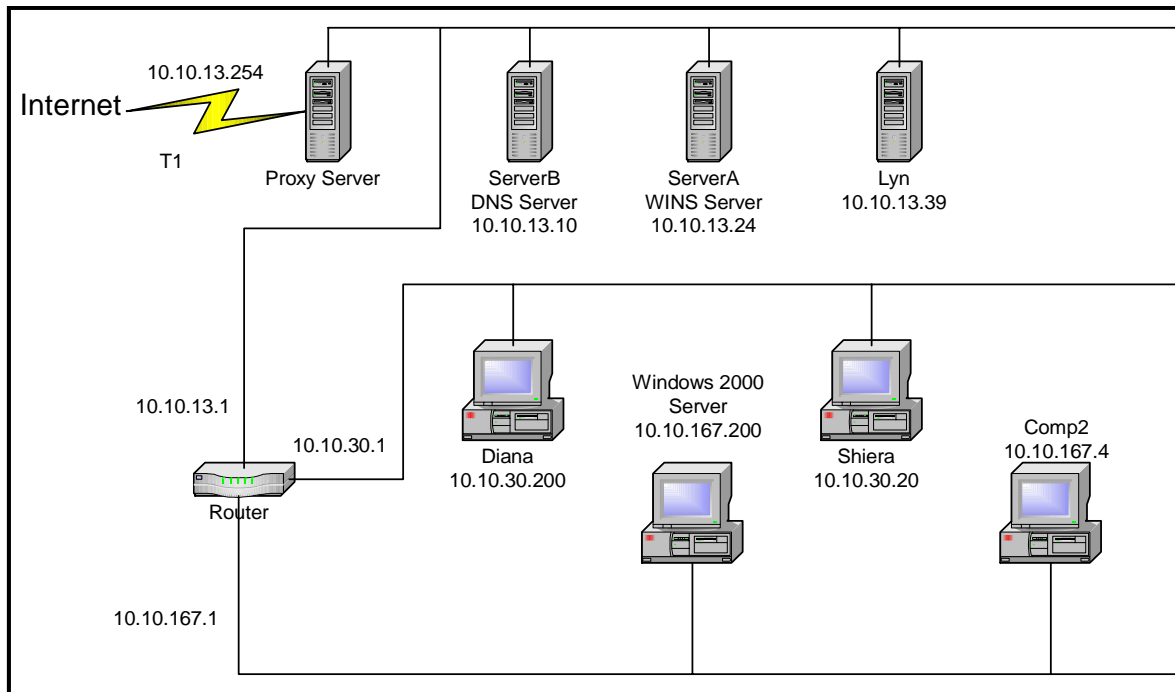 10.10.13.254
Internet
T1
Proxy Server
ServerB
DNS Server
10.10.13.10
ServerA
WINS Server
10.10.13.24
Lyn
10.10.13.39
10.10.13.1
10.10.30.1
Router
10.10.167.1
Diana
10.10.30.200
Windows 2000
Server
10.10.167.200
Shiera
10.10.30.20
Comp2
10.10.167.4